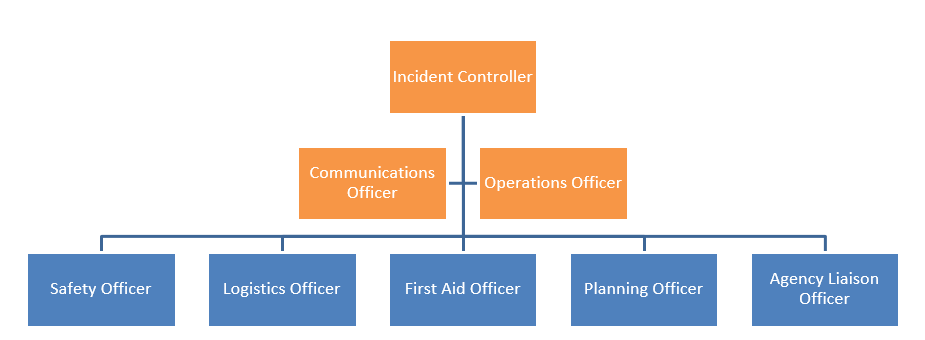 Incident Controller
Communications
Officer
Operations Officer
Safety Officer
Logistics Officer
First Aid Officer
Planning Officer
Agency Liaison
Officer